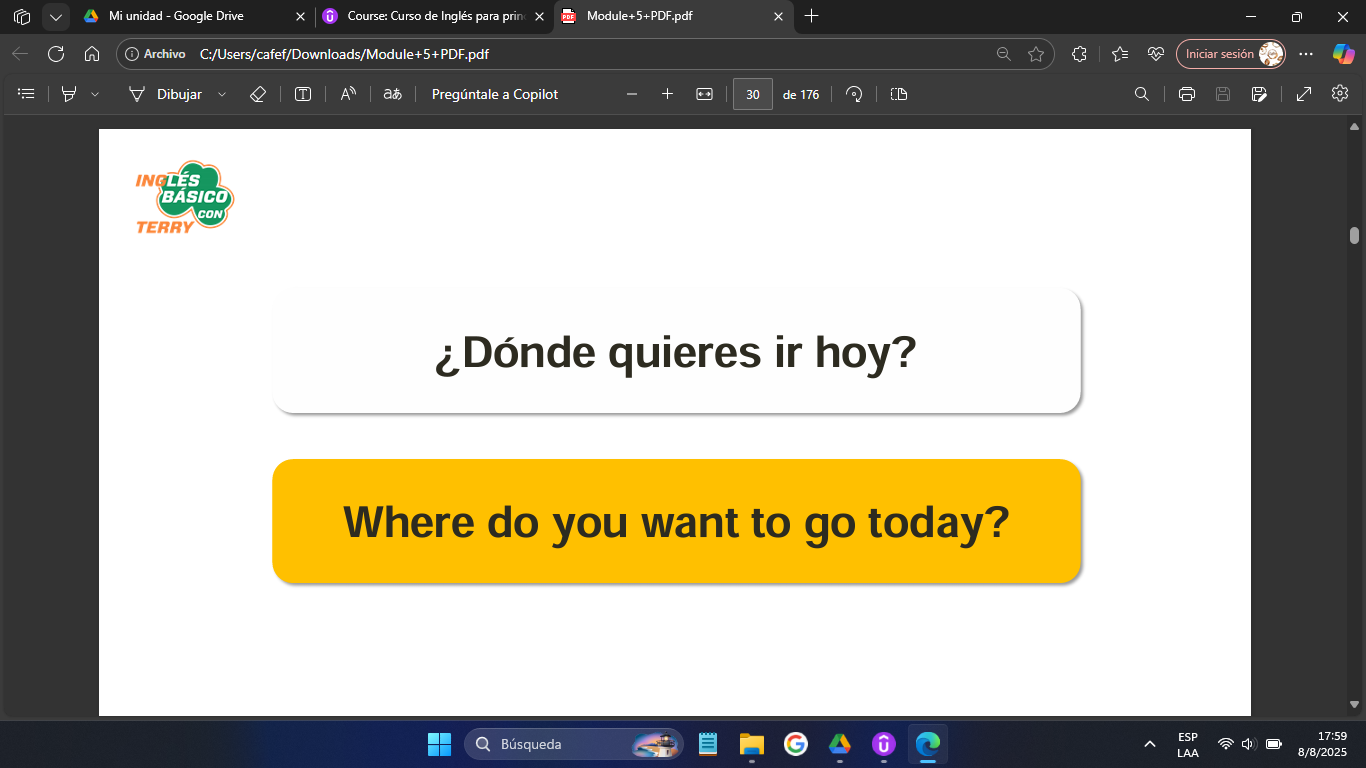 Mi unidad - Google Drive
Course: Curso de Inglés para prin
Module+5+PDF.pdf
Archivo
C:/Users/cafef/Downloads/Module+5+PDF.pdf
Iniciar sesión
Dibujar
Pregúntale a Copilot
30 de 176
INGLÉS
BÁSICO
CON
TERRY
¿Dónde quieres ir hoy?
Where do you want to go today?
Búsqueda
ESP
LAA
17:59
8/8/2025